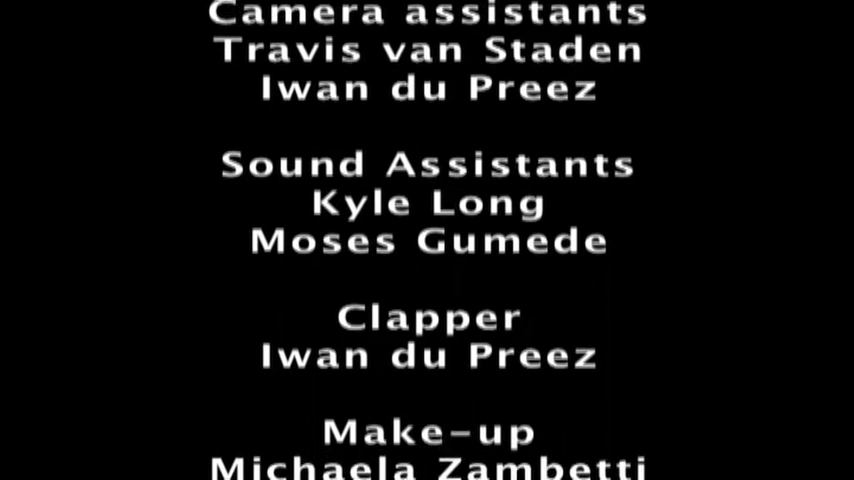 Camera assistants
Travis van Staden
Iwan du Preez
Sound Assistants
Kyle Long
Moses Gumede
Clapper
Iwan du Preez
Make-up
Michaela Zambetti